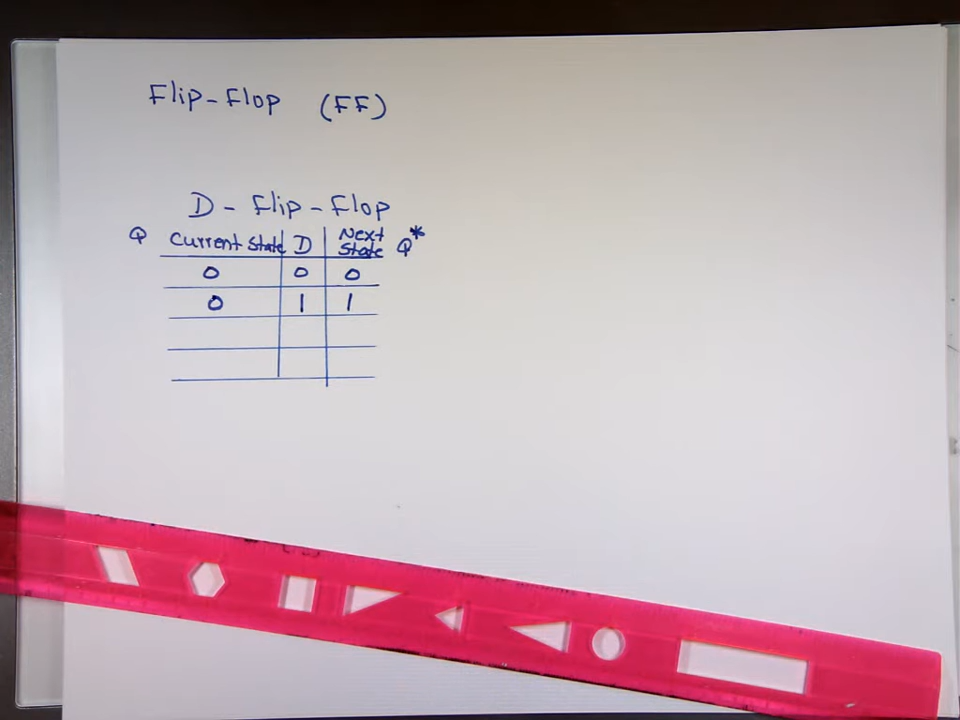 Flip-Flop (FF)
D - Flip - Flop
Q Current State D Next State Q*
0 0 0
0 1 1